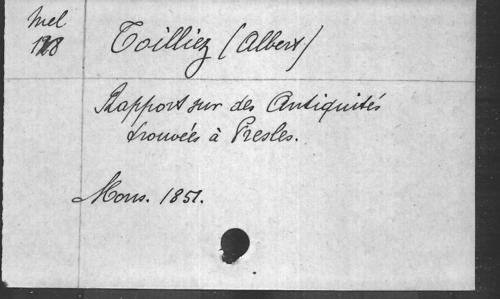 Mel
128
Toilliez (Albert)
Rapport sur des Antiquités
trouvées à Presles.
Mons. 1851.